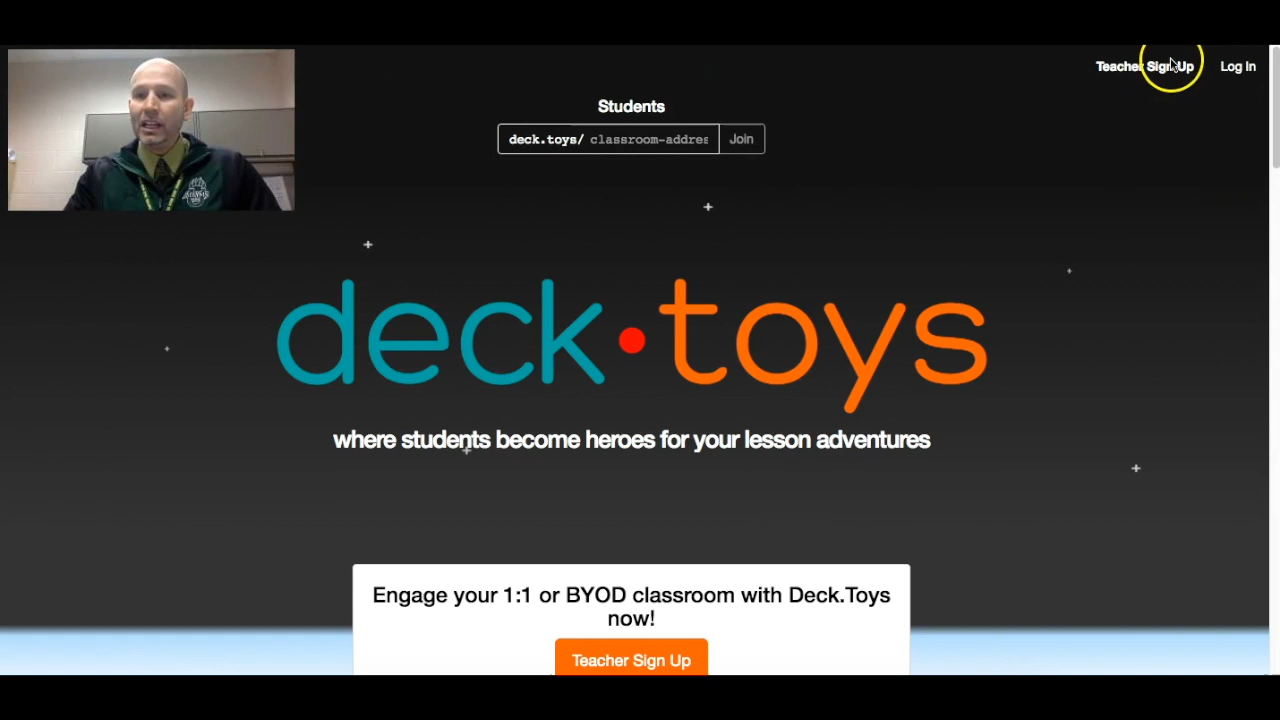 Teacher Sign Up
Log In
Students
deck.toys/ classroom-addres
Join
deck•toys
where students become heroes for your lesson adventures
Engage your 1:1 or BYOD classroom with Deck.Toys
now!
Teacher Sign Up